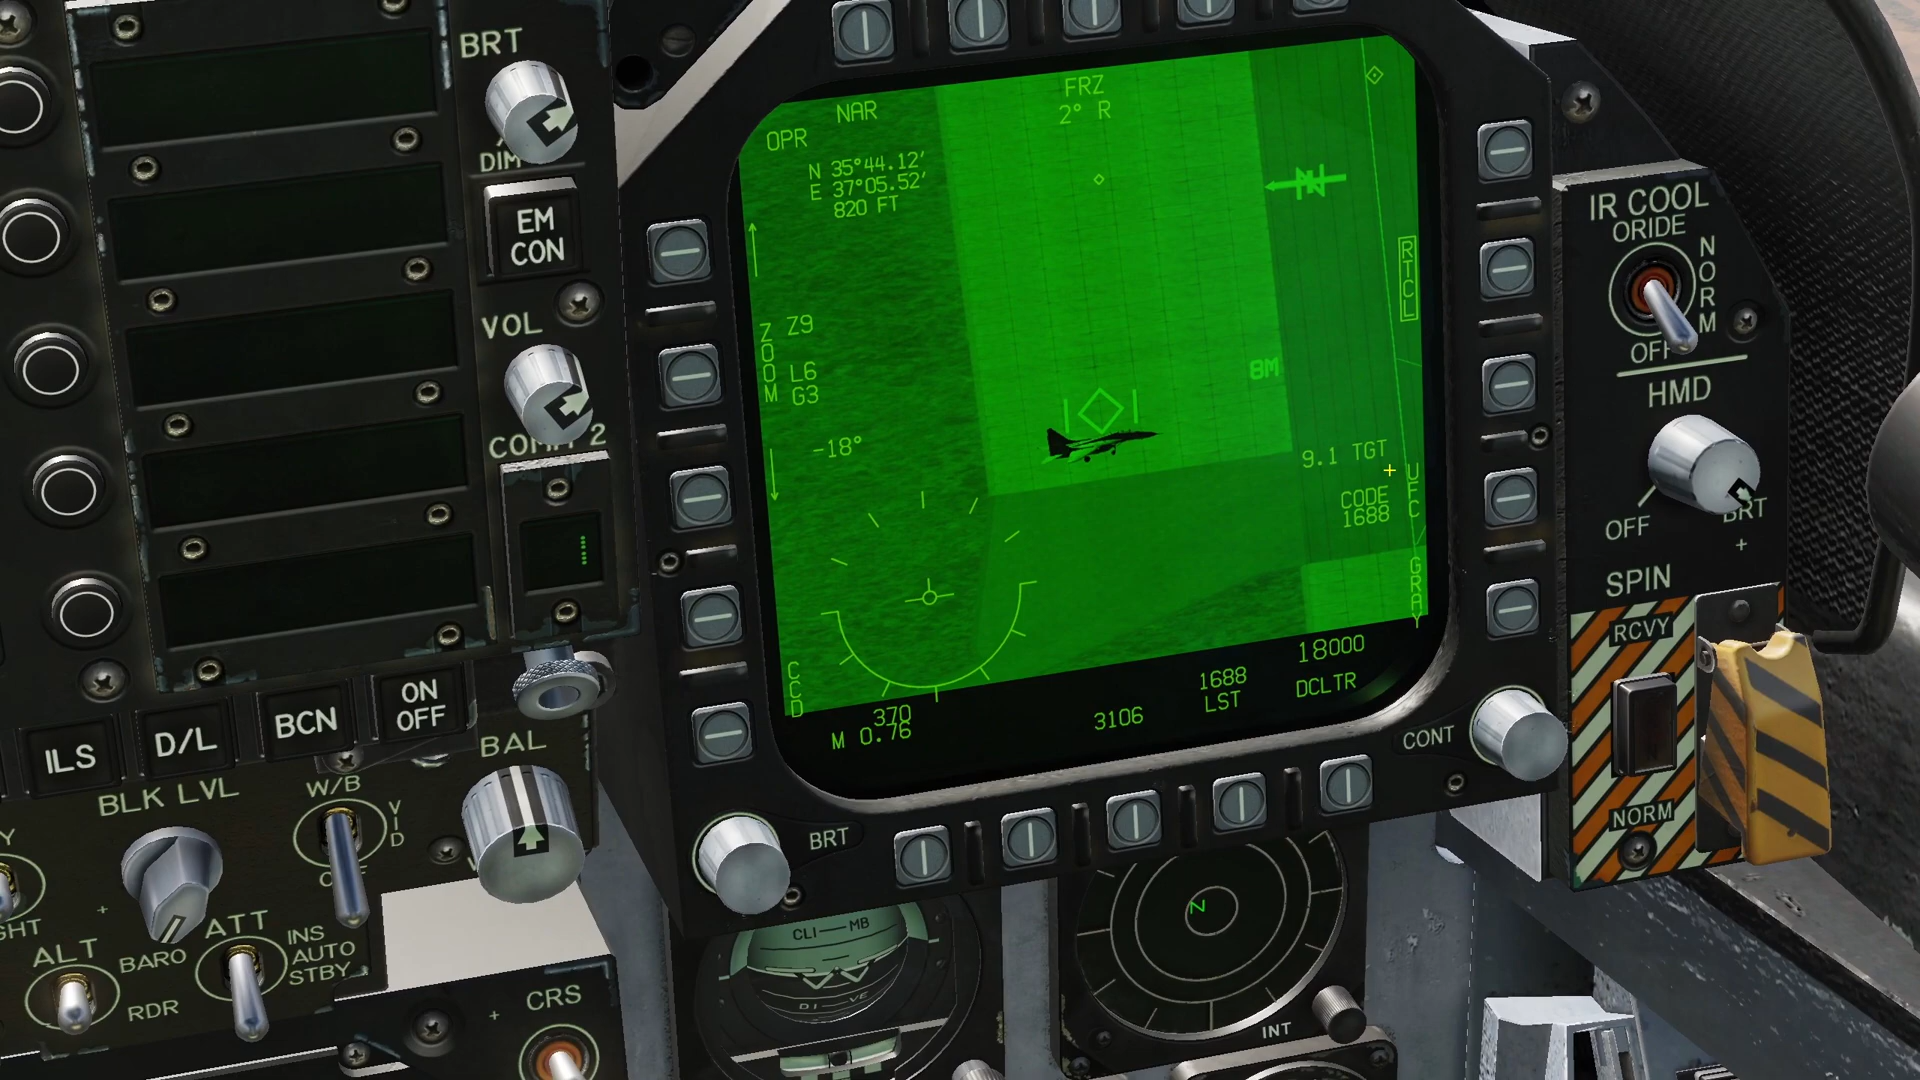 BRT
DIM
EM
CON
VOL
COMM 2
ILS
D/L
BCN
ON
OFF
BLK LVL
W/B
VID
BAL
ALT
BARO
RDR
ATT
INS
AUTO
STBY
CRS
NAR
OPR
FRZ
2° R
N 35°44.12'
E 37°05.52'
820 FT
RTCL
ZOOM
Z9
L6
G3
-18°
8M
9.1 TGT
CODE
1688
UFC
GRAY
CCD
370
M 0.76
3106
1688
LST
18000
DCLTR
BRT
CONT
CLI
MB
N
INT
IR COOL
ORIDE
NORM
OFF
HMD
OFF
BRT
SPIN
RCVY
NORM